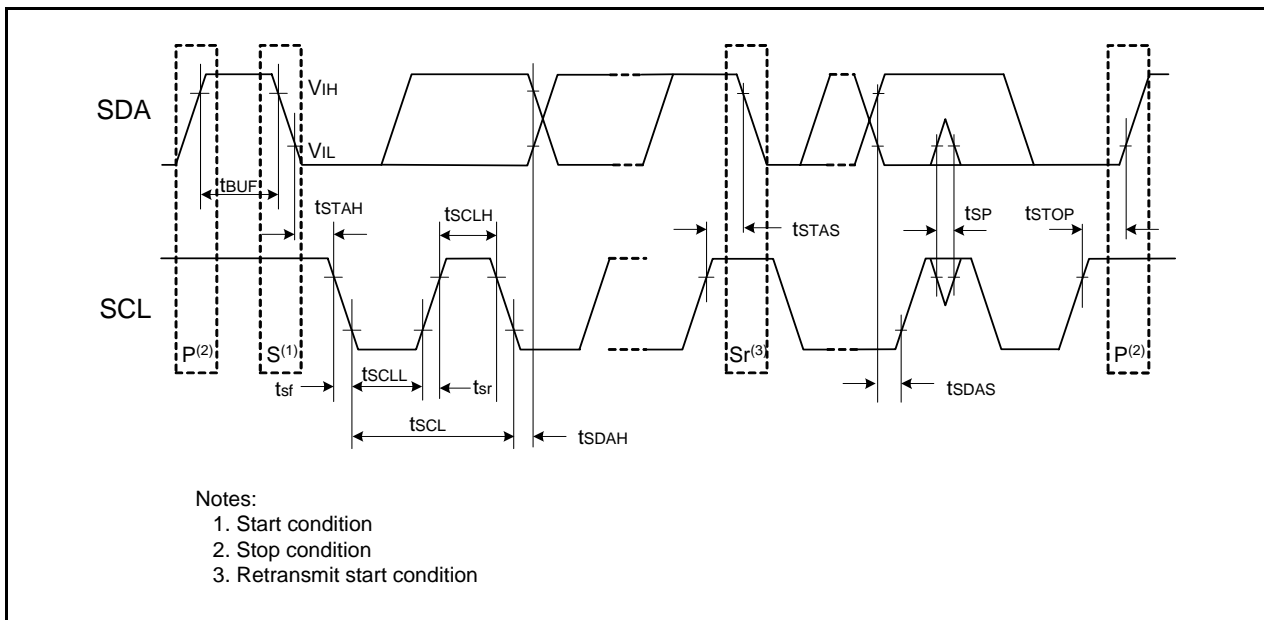 SDA
VIH
VIL
tBUF
tSTAH
tSCLH
tSTAS
tSP
tSTOP
SCL
P(2)
S(1)
Sr(3)
P(2)
tsf
tSCLL
tsr
tSDAS
tSCL
tSDAH
Notes:
1. Start condition
2. Stop condition
3. Retransmit start condition